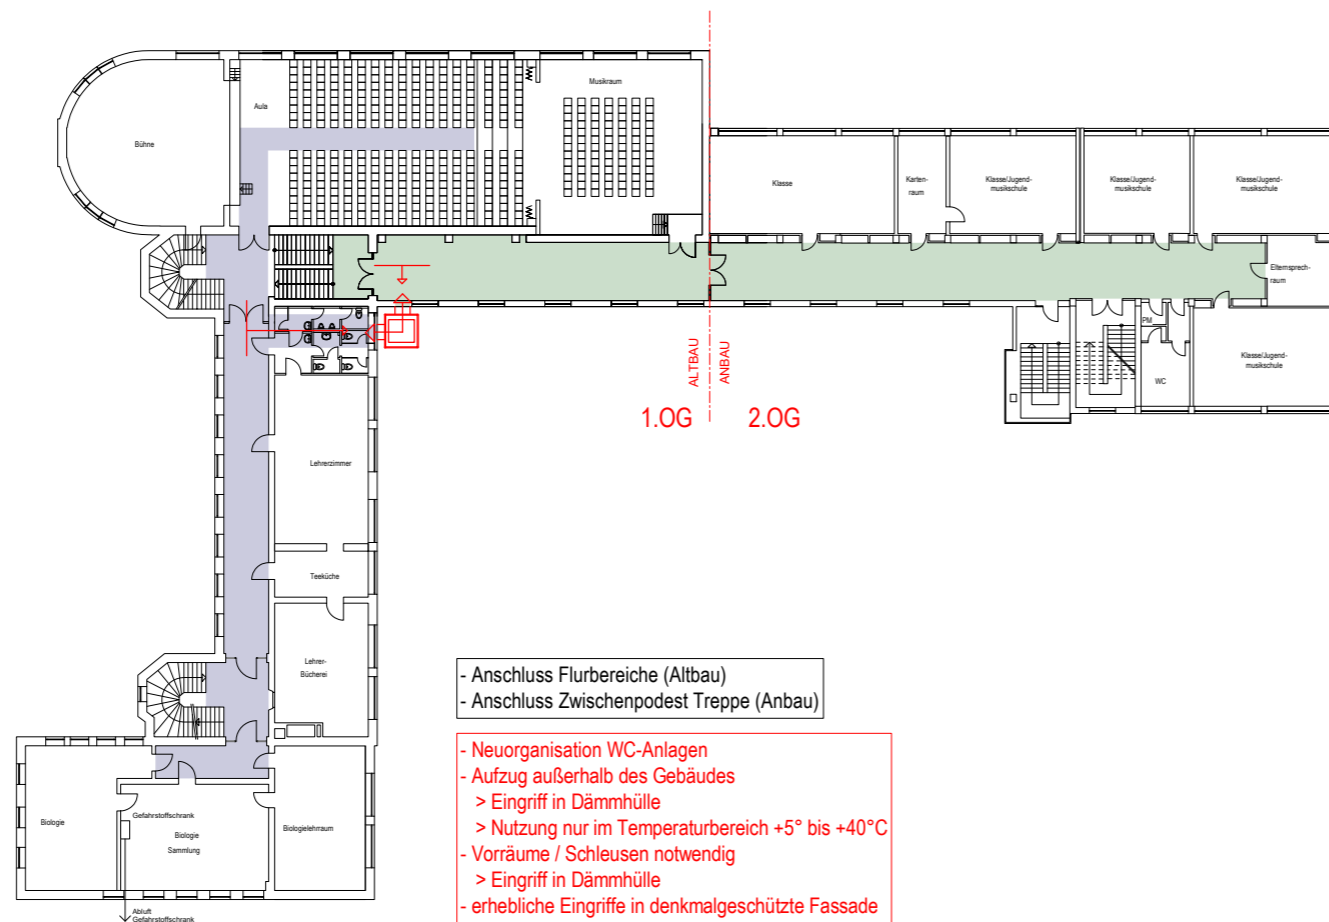 Aula
Musikraum
Bühne
Klasse
Karten-
raum
Klasse/Jugend-
musikschule
Klasse/Jugend-
musikschule
Klasse/Jugend-
musikschule
Elternsprech-
raum
PM
WC
Klasse/Jugend-
musikschule
ALTBAU
ANBAU
1.OG
2.OG
Lehrerzimmer
Teeküche
Lehrer-
Bücherei
- Anschluss Flurbereiche (Altbau)
- Anschluss Zwischenpodest Treppe (Anbau)
- Neuorganisation WC-Anlagen
- Aufzug außerhalb des Gebäudes
> Eingriff in Dämmhülle
> Nutzung nur im Temperaturbereich +5° bis +40°C
- Vorräume / Schleusen notwendig
> Eingriff in Dämmhülle
- erhebliche Eingriffe in denkmalgeschützte Fassade
Biologie
Gefahrstoffschrank
Biologie
Sammlung
Biologielehrraum
Abluft
Gefahrstoffschrank